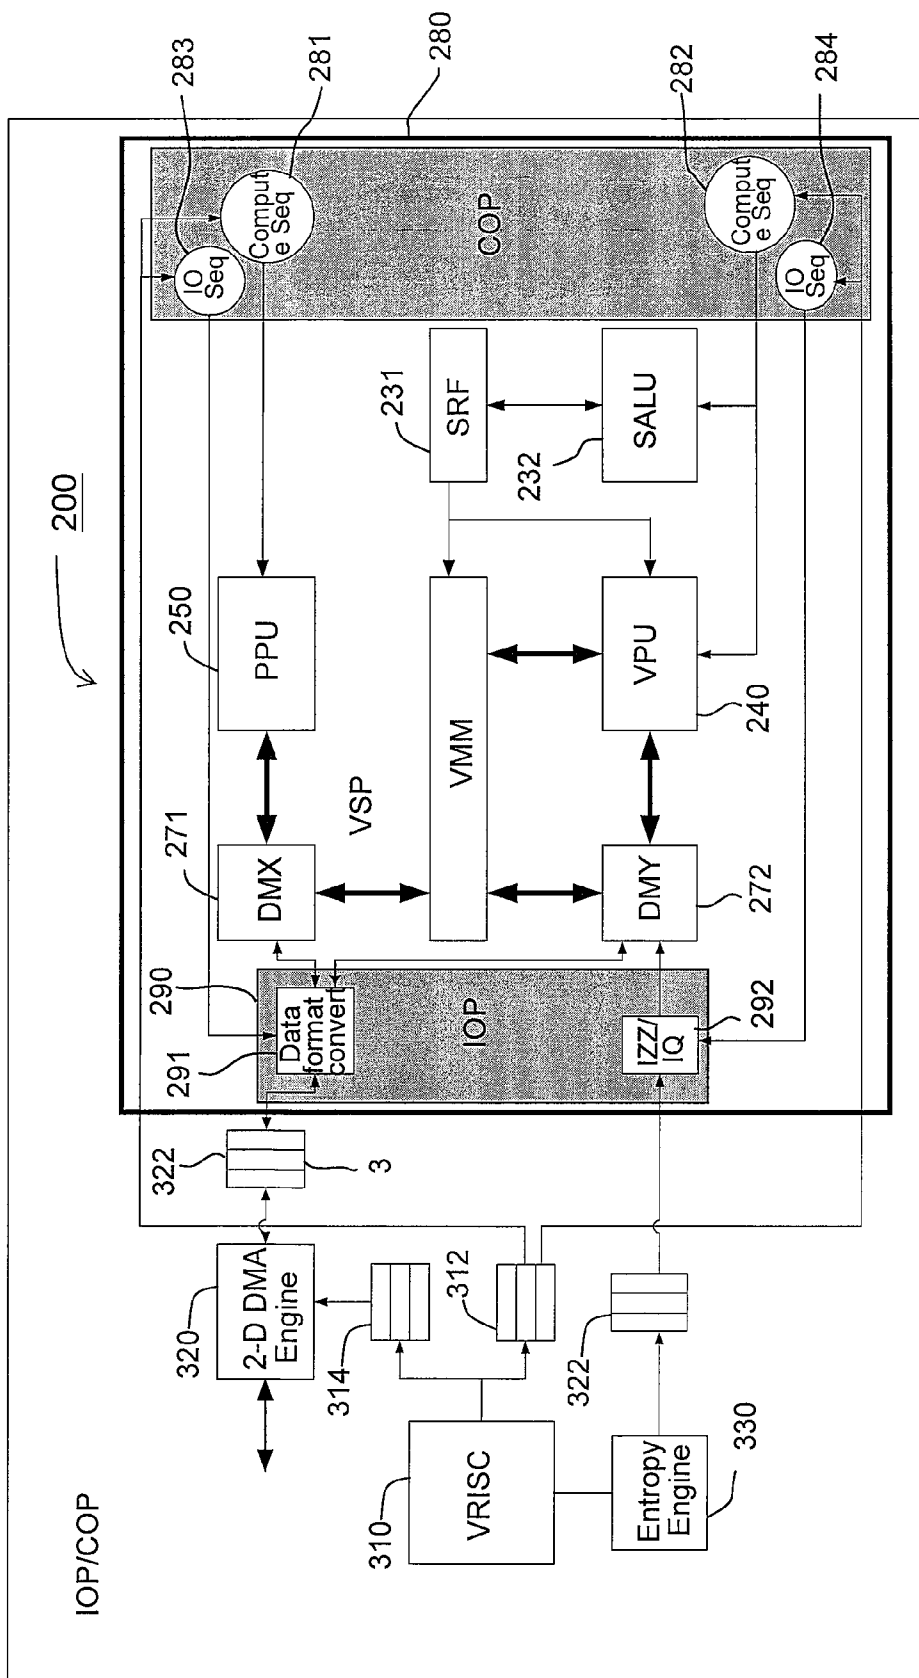 IOP/COP
200
283
281
280
282
284
IO
Seq
Comput
e Seq
COP
Comput
e Seq
IO
Seq
231
SRF
232
SALU
250
PPU
VMM
VPU
240
VSP
271
DMX
DMY
272
290
291
Data
format
convert
IOP
IZZ/
IQ
292
322
3
320
2-D DMA
Engine
314
312
322
310
VRISC
Entropy
Engine
330